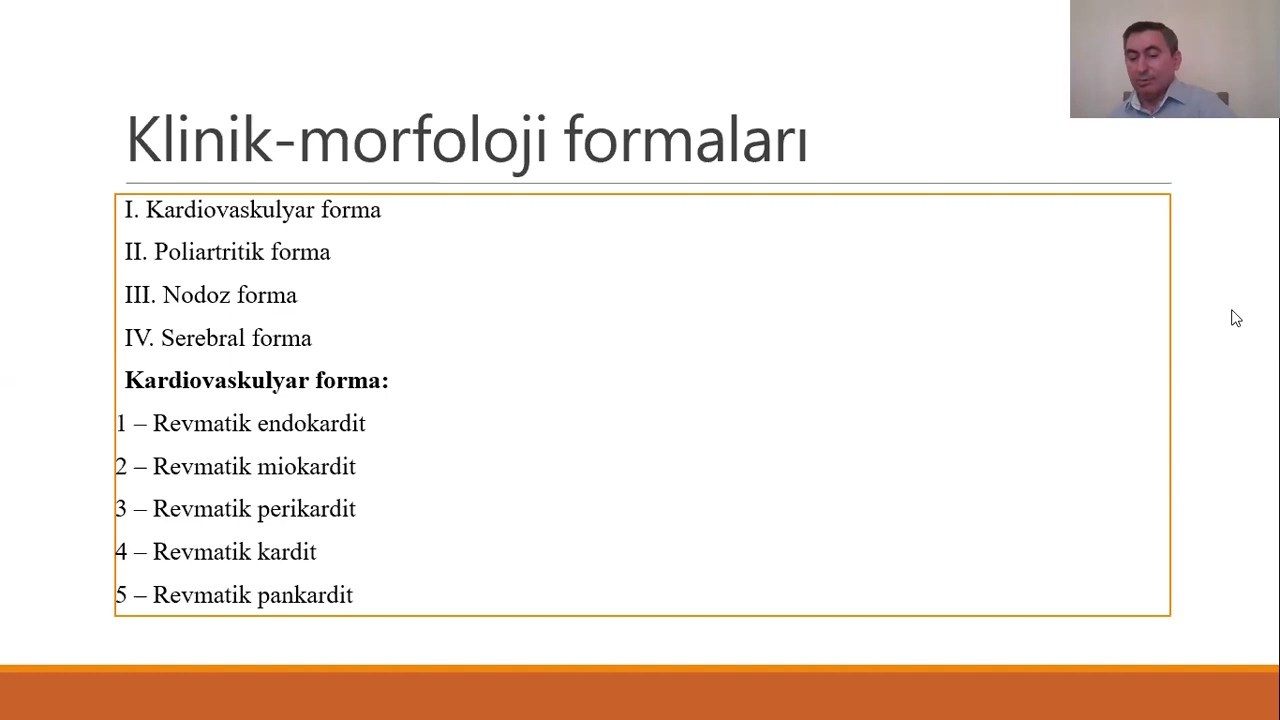 Klinik-morfoloji formaları
I. Kardiovaskulyar forma
II. Poliartritik forma
III. Nodoz forma
IV. Serebral forma
Kardiovaskulyar forma:
1 – Revmatik endokardit
2 – Revmatik miokardit
3 – Revmatik perikardit
4 – Revmatik kardit
5 – Revmatik pankardit